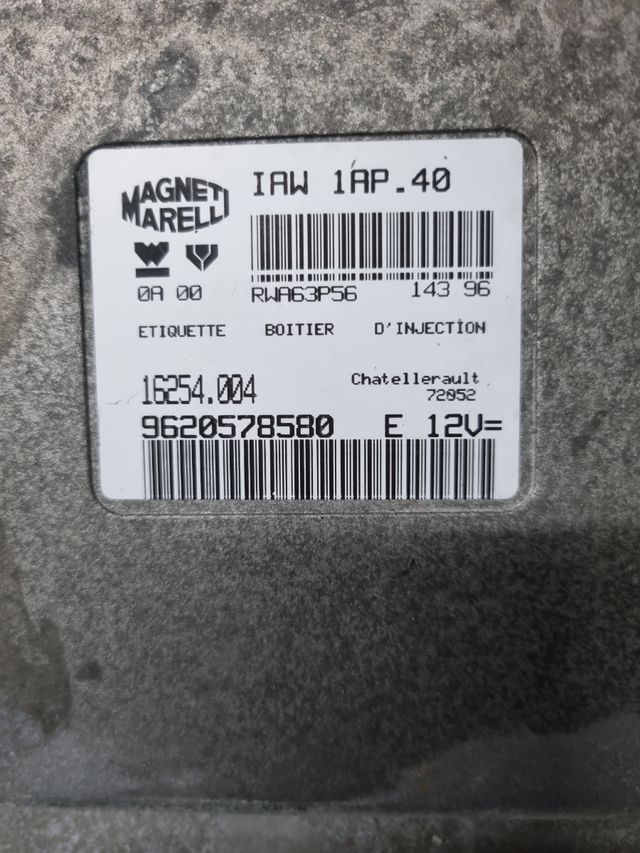 MAGNETI MARELLI
IAW 1AP.40
0A 00
RWA63P56 143 96
ETIQUETTE BOITIER D'INJECTION
16254.004
Chatellerault
72052
9620578580 E 12V=